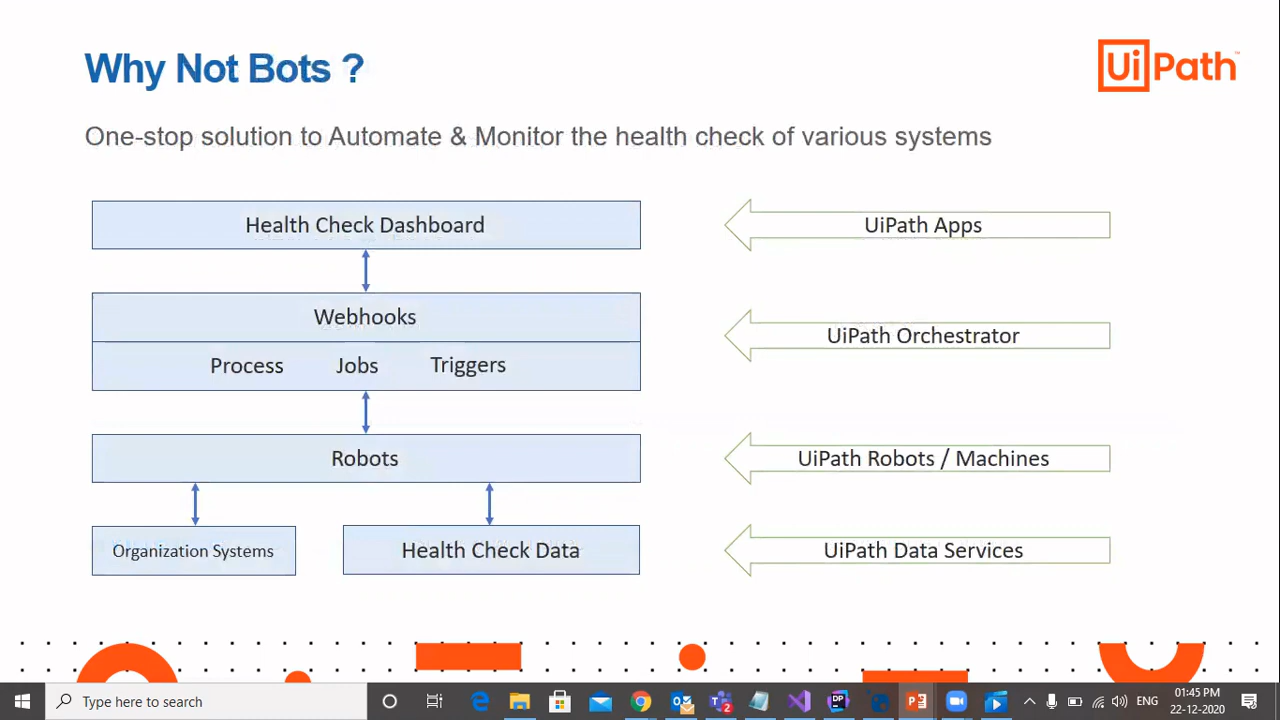 Why Not Bots ?
UiPath™
One-stop solution to Automate & Monitor the health check of various systems
Health Check Dashboard
UiPath Apps
Webhooks
UiPath Orchestrator
Process Jobs Triggers
Robots
UiPath Robots / Machines
Organization Systems
Health Check Data
UiPath Data Services
Type here to search
ENG
01:45 PM
22-12-2020